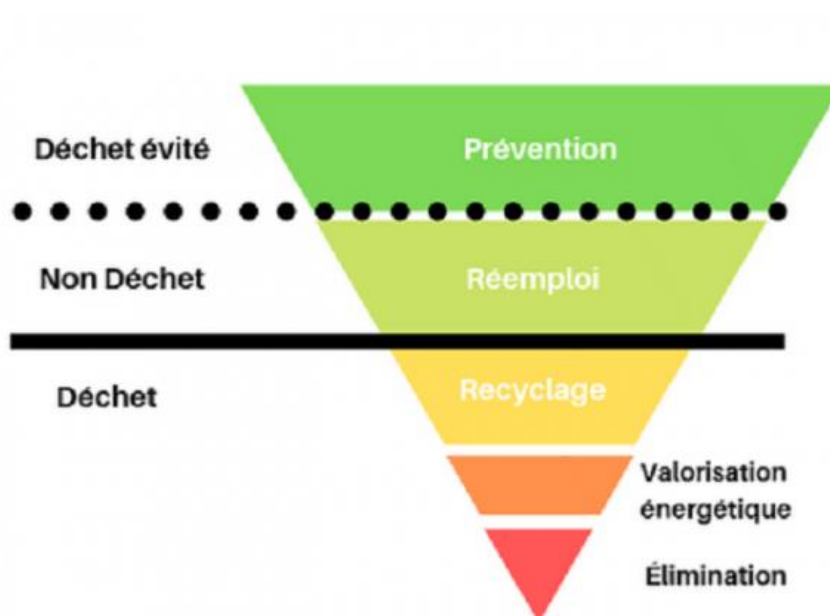 Déchet évité
Prévention
Non Déchet
Réemploi
Déchet
Recyclage
Valorisation
énergétique
Élimination